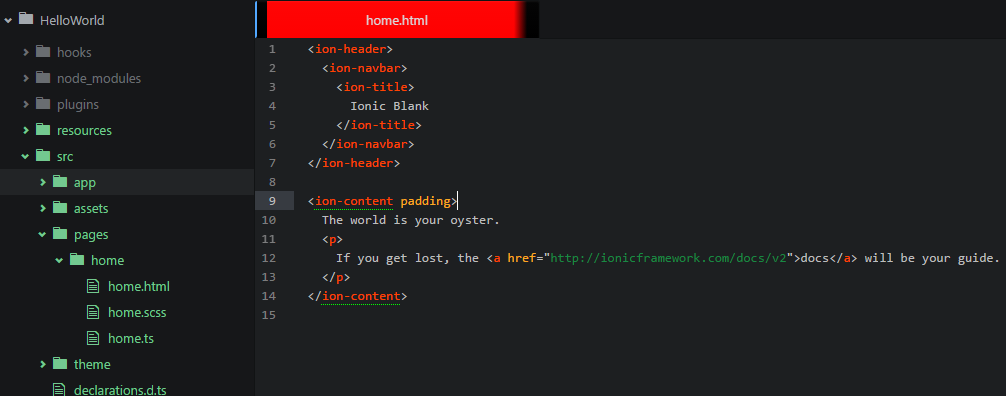 HelloWorld
hooks
node_modules
plugins
resources
src
app
assets
pages
home
home.html
home.scss
home.ts
theme
declarations.d.ts
home.html
1 <ion-header>
2 <ion-navbar>
3 <ion-title>
4 Ionic Blank
5 </ion-title>
6 </ion-navbar>
7 </ion-header>
8
9 <ion-content padding>
10 The world is your oyster.
11 <p>
12 If you get lost, the <a href="http://ionicframework.com/docs/v2">docs</a> will be your guide.
13 </p>
14 </ion-content>
15